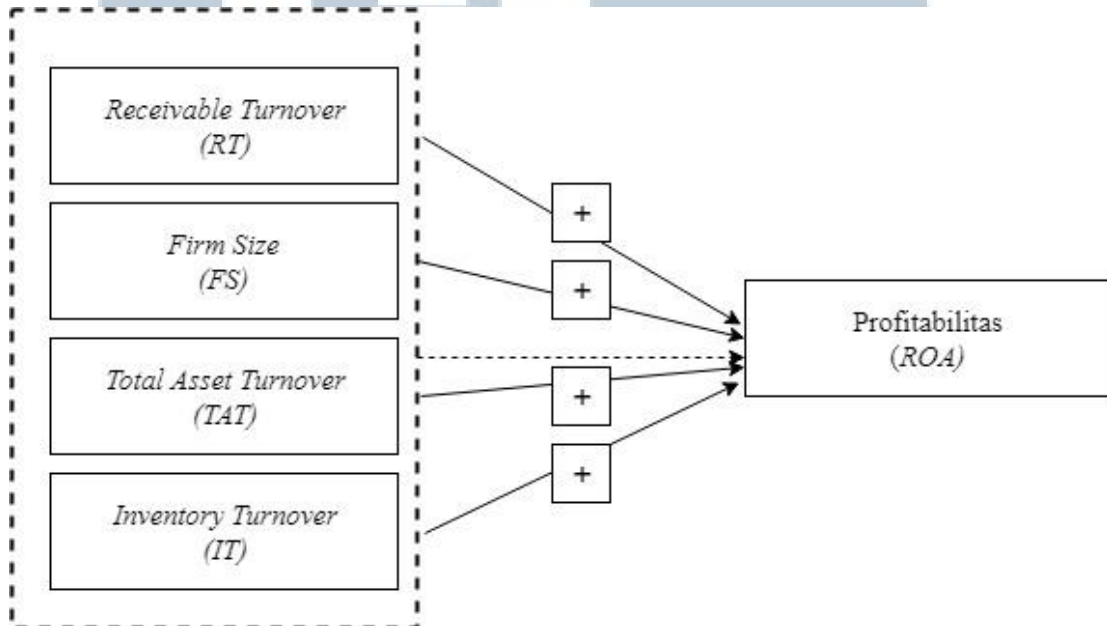 Receivable Turnover
(RT)
+
Firm Size
(FS)
+
Profitabilitas
(ROA)
Total Asset Turnover
(TAT)
+
Inventory Turnover
(IT)
+